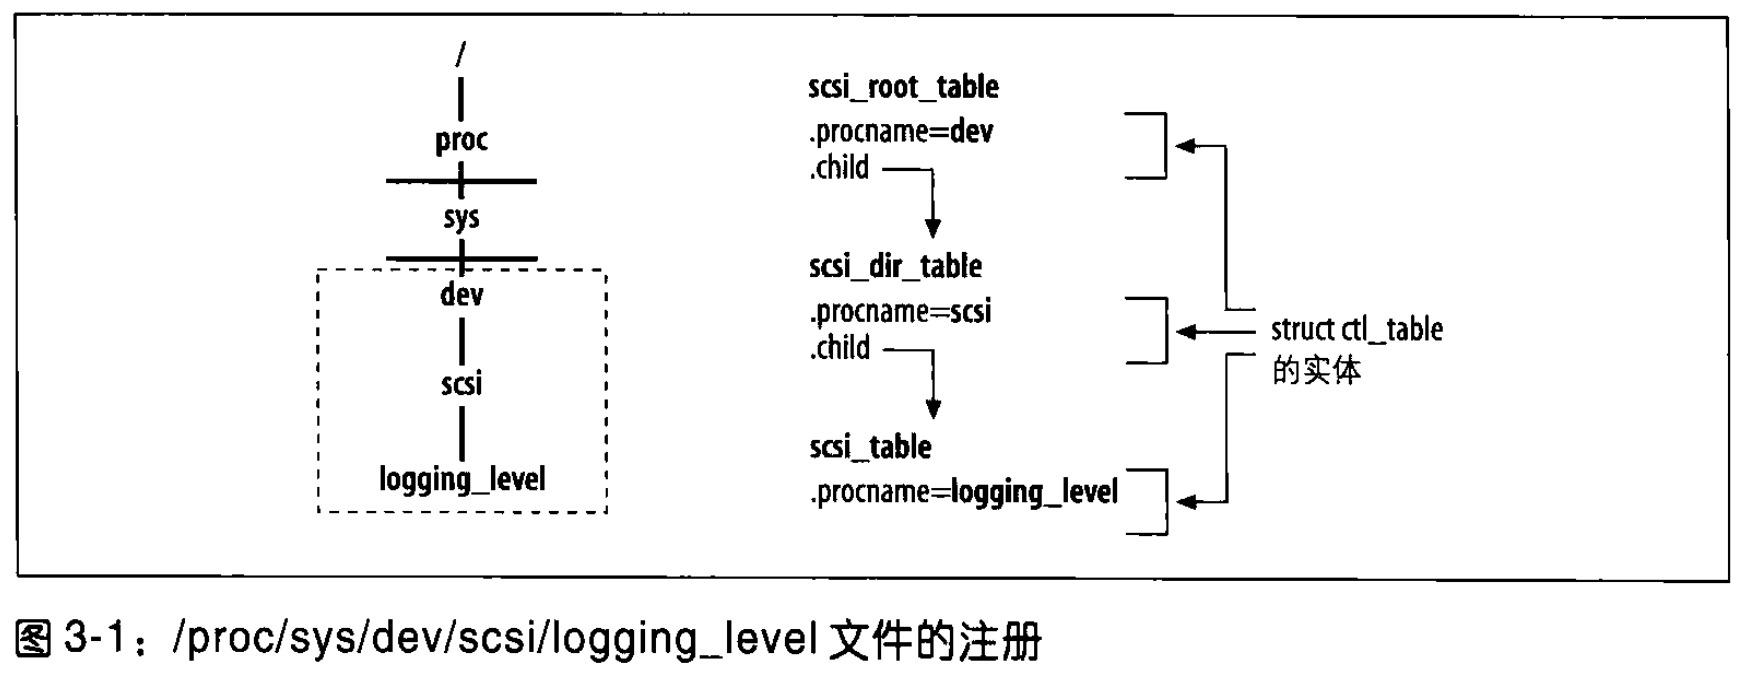 /
proc
sys
dev
scsi
logging_level
scsi_root_table
.procname=dev
.child
scsi_dir_table
.procname=scsi
.child
scsi_table
.procname=logging_level
struct ctl_table
的实体
图 3-1：/proc/sys/dev/scsi/logging_level 文件的注册